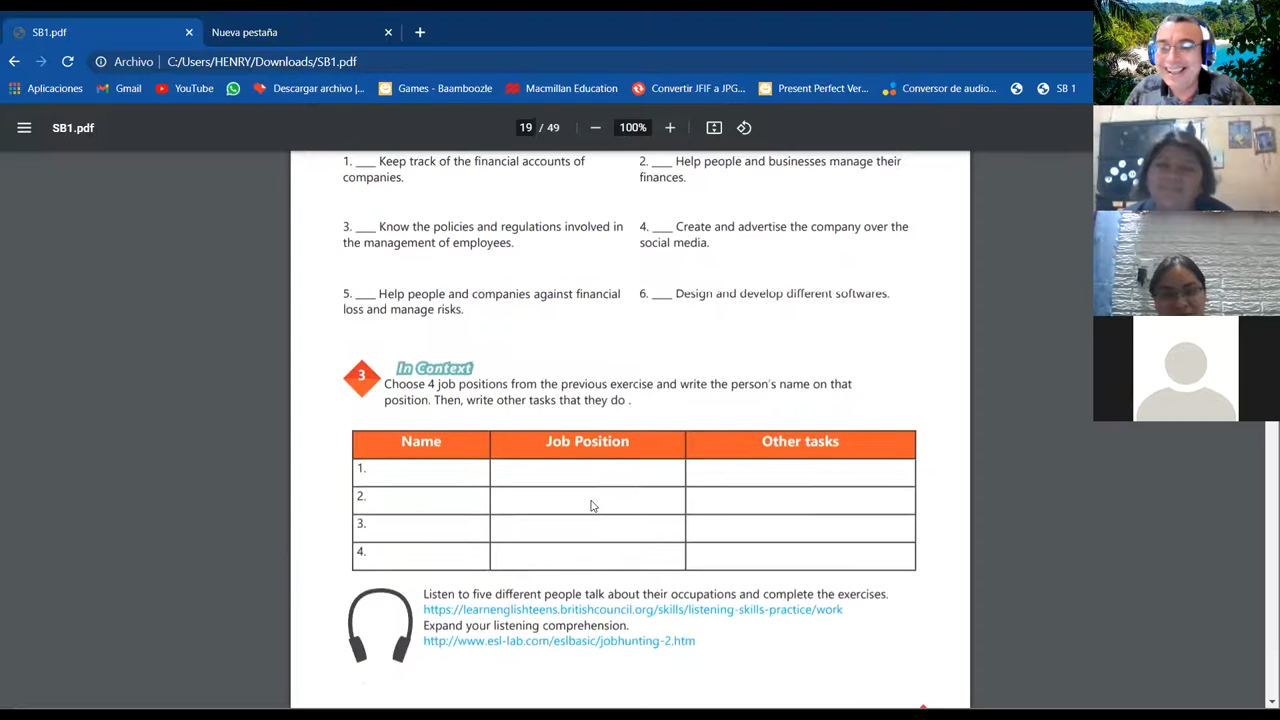 SB1.pdf
Nueva pestaña
Archivo
C:/Users/HENRY/Downloads/SB1.pdf
Aplicaciones
Gmail
YouTube
Descargar archivo |...
Games - Baamboozle
Macmillan Education
Convertir JFIF a JPG...
Present Perfect Ver...
Conversor de audio...
SB 1
SB1.pdf
19 / 49
100%
1. ___ Keep track of the financial accounts of
companies.
2. ___ Help people and businesses manage their
finances.
3. ___ Know the policies and regulations involved in
the management of employees.
4. ___ Create and advertise the company over the
social media.
5. ___ Help people and companies against financial
loss and manage risks.
6. ___ Design and develop different softwares.
3
In Context
Choose 4 job positions from the previous exercise and write the person's name on that
position. Then, write other tasks that they do .
Name
Job Position
Other tasks
1.
2.
3.
4.
Listen to five different people talk about their occupations and complete the exercises.
https://learnenglishteens.britishcouncil.org/skills/listening-skills-practice/work
Expand your listening comprehension.
http://www.esl-lab.com/eslbasic/jobhunting-2.htm